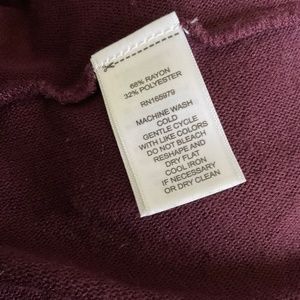 68% RAYON
32% POLYESTER
RN165979
MACHINE WASH
COLD
GENTLE CYCLE
WITH LIKE COLORS
DO NOT BLEACH
RESHAPE AND
DRY FLAT
COOL IRON
IF NECESSARY
OR DRY CLEAN